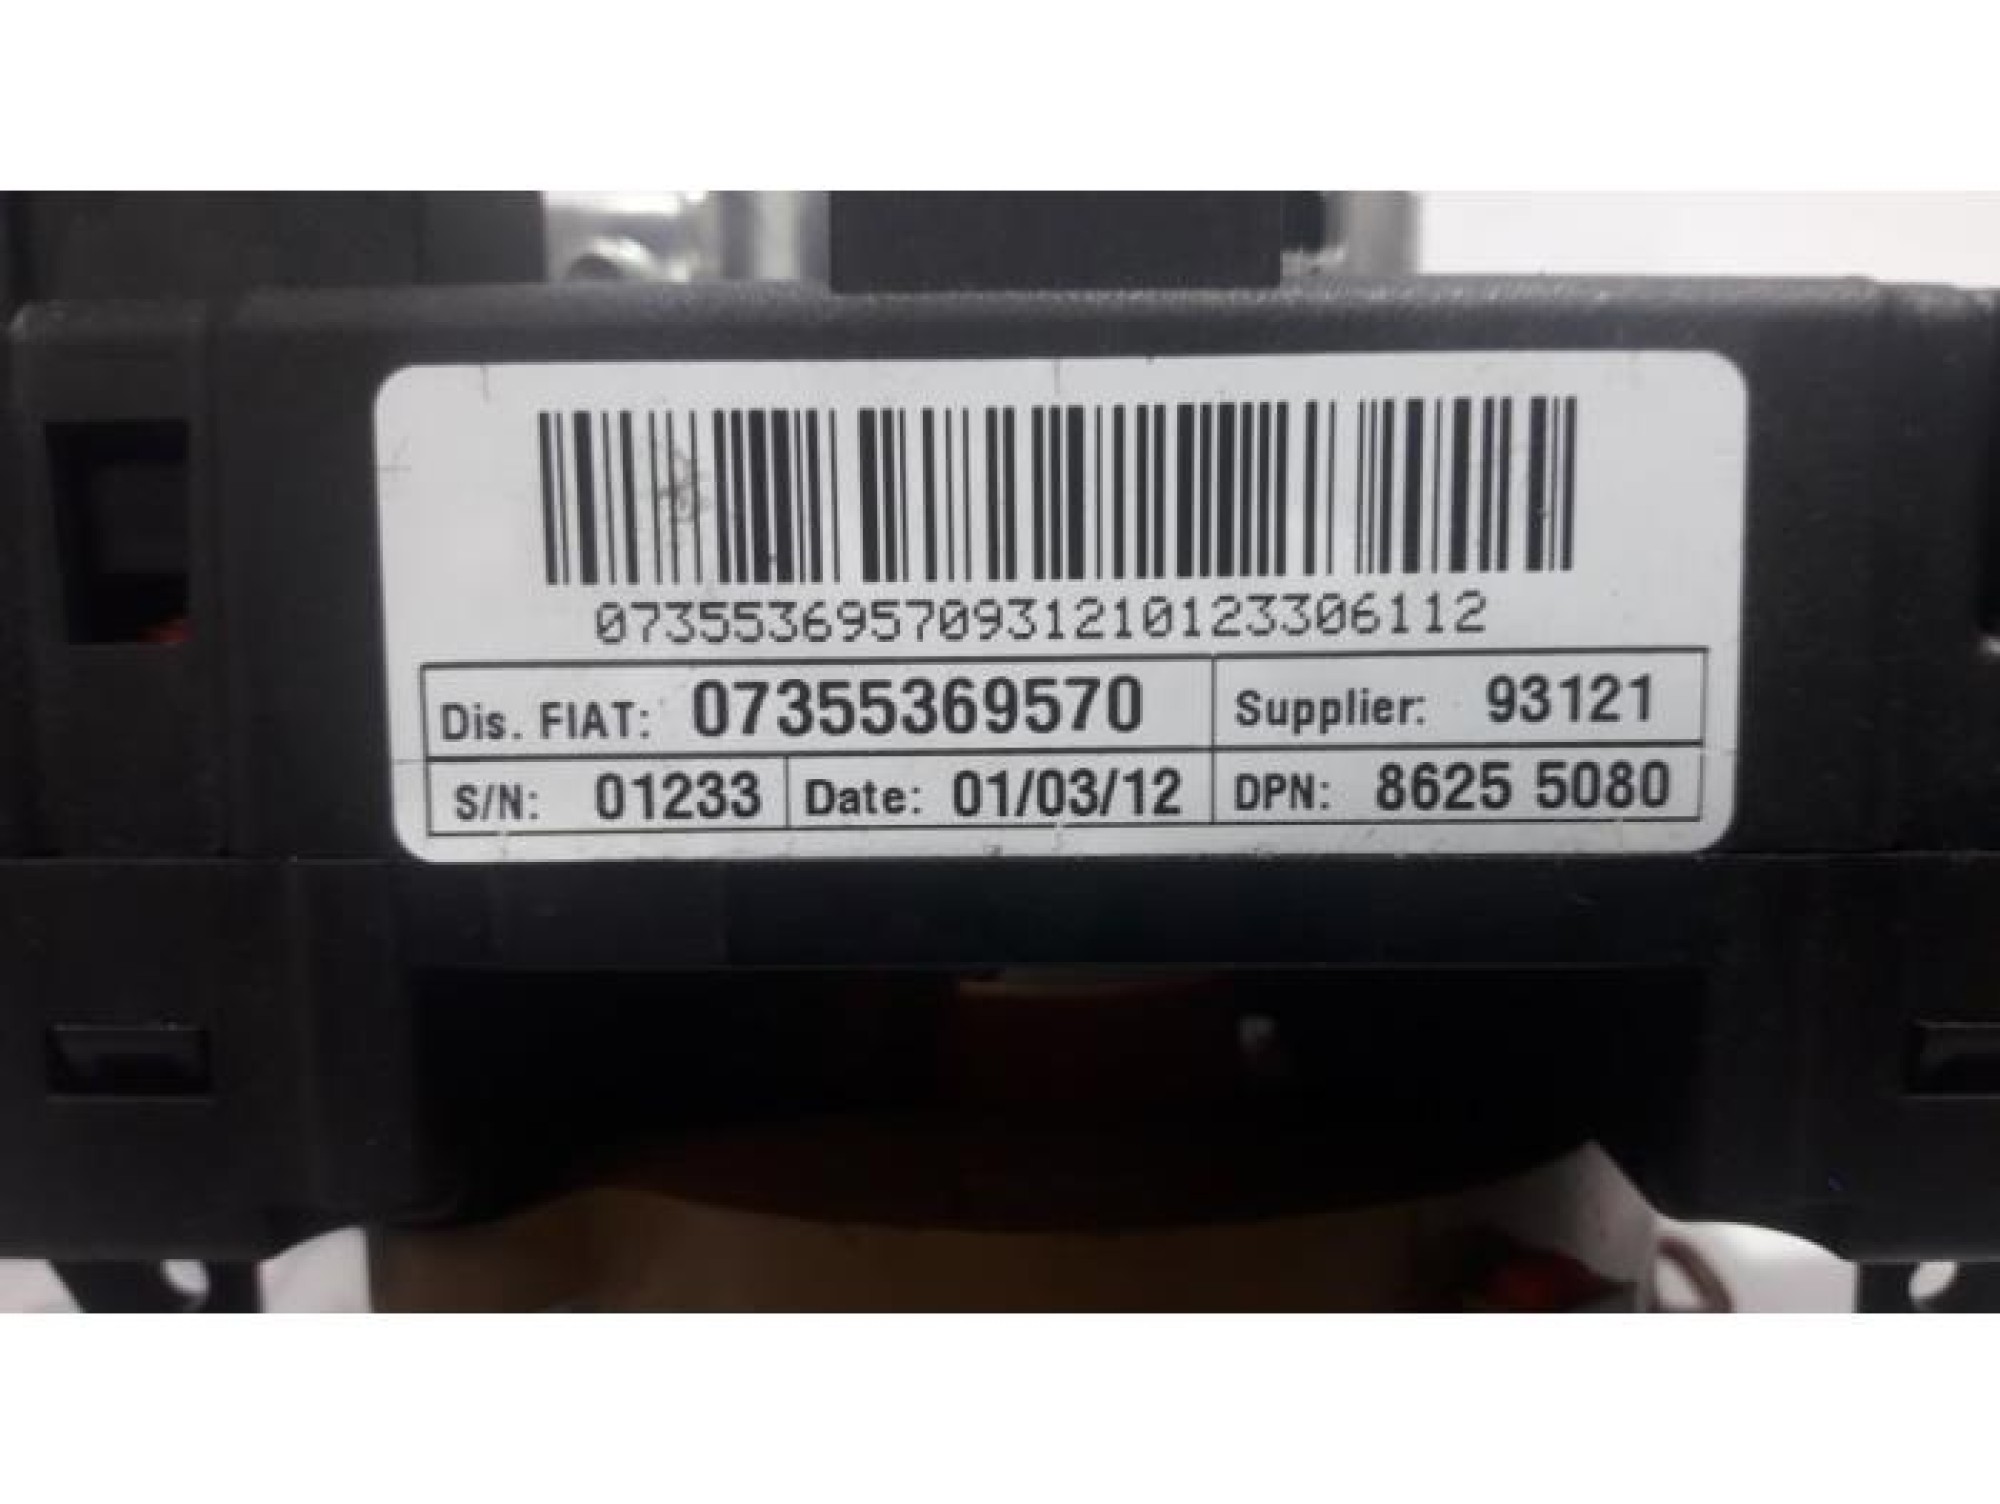 07355369570931210123306112
Dis. FIAT: 07355369570 Supplier: 93121
S/N: 01233 Date: 01/03/12 DPN: 8625 5080